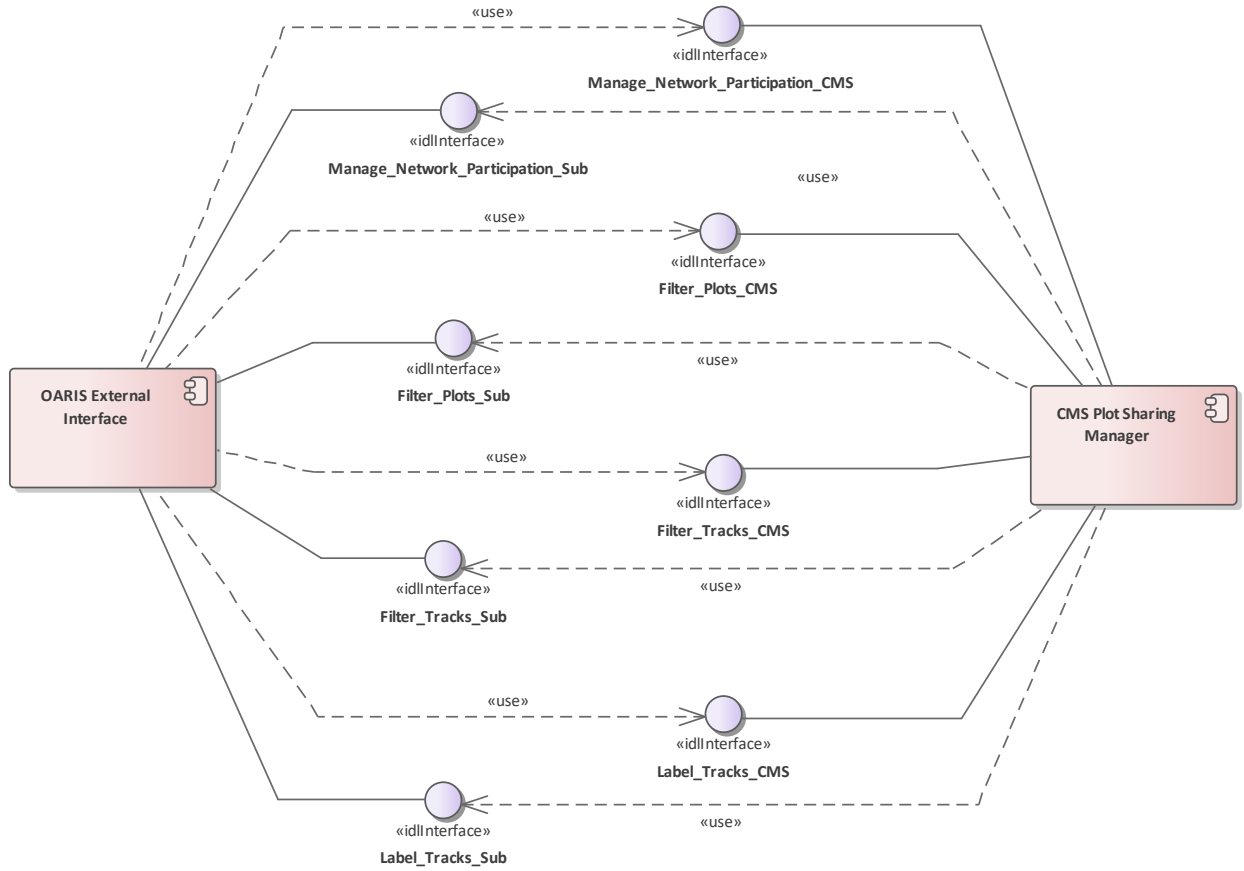 «use»
«idlInterface»
Manage_Network_Participation_CMS
«idlInterface»
Manage_Network_Participation_Sub
«use»
«use»
«idlInterface»
Filter_Plots_CMS
«idlInterface»
Filter_Plots_Sub
«use»
OARIS External
Interface
CMS Plot Sharing
Manager
«use»
«idlInterface»
Filter_Tracks_CMS
«idlInterface»
Filter_Tracks_Sub
«use»
«use»
«idlInterface»
Label_Tracks_CMS
«idlInterface»
Label_Tracks_Sub
«use»